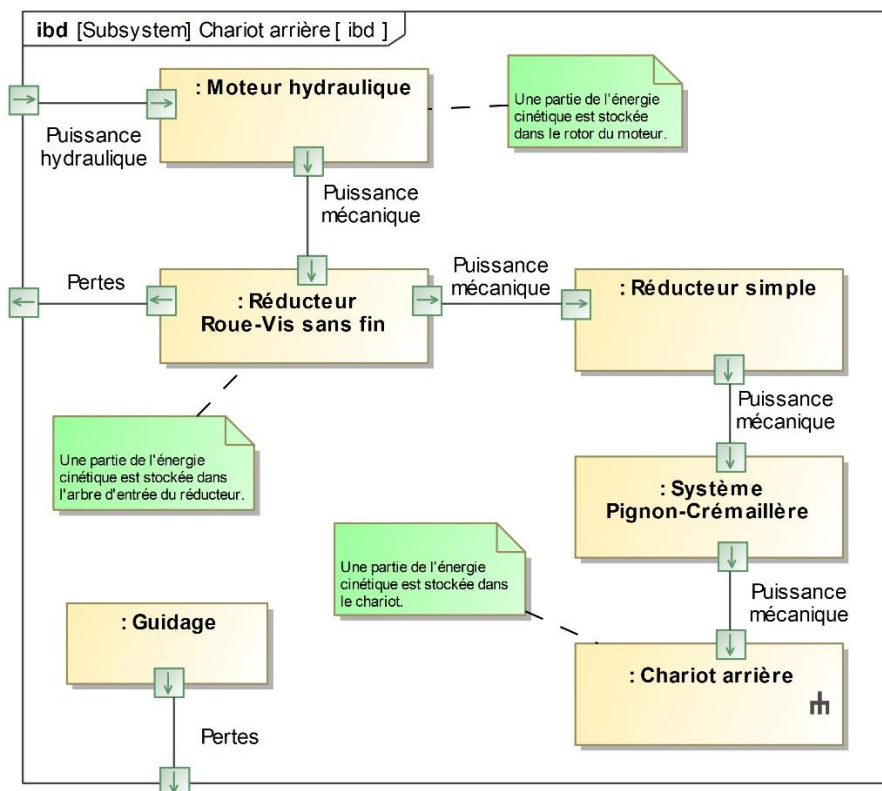 ibd [Subsystem] Chariot arrière [ ibd ]
: Moteur hydraulique
Une partie de l'énergie
cinétique est stockée
dans le rotor du moteur.
Puissance
hydraulique
Puissance
mécanique
Pertes
: Réducteur
Roue-Vis sans fin
Puissance
mécanique
: Réducteur simple
Puissance
mécanique
Une partie de l'énergie
cinétique est stockée dans
l'arbre d'entrée du réducteur.
: Système
Pignon-Crémaillère
Une partie de l'énergie
cinétique est stockée dans
le chariot.
Puissance
mécanique
: Guidage
: Chariot arrière
Pertes